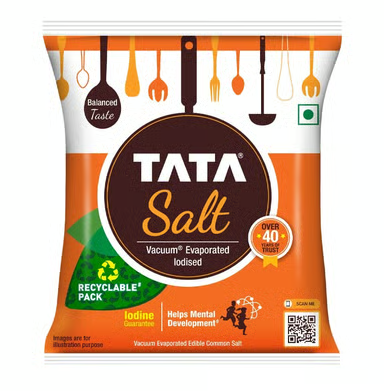 Balanced
Taste
TATA®
Salt
Vacuum® Evaporated
Iodised
OVER
40
YEARS OF
TRUST
RECYCLABLE#
PACK
Iodine
Guarantee
Helps Mental
Development*
SCAN ME
Images are for
illustration purpose
Vacuum Evaporated Edible Common Salt